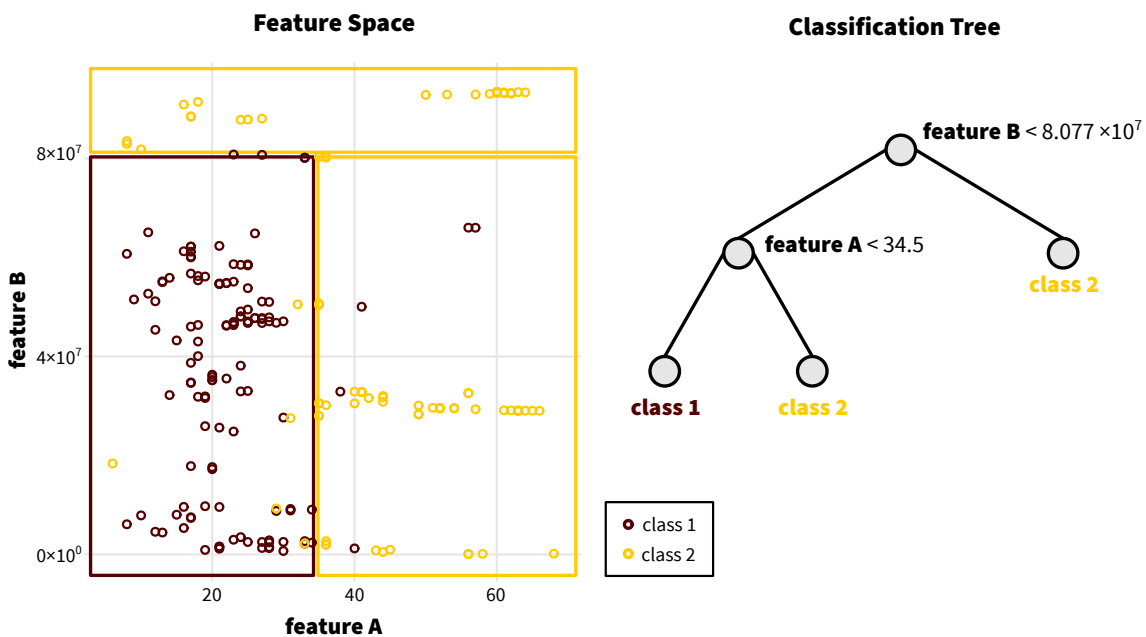 Feature Space
Classification Tree
8×10⁷
4×10⁷
0×10⁰
feature B
20
40
60
feature A
feature B < 8.077 ×10⁷
feature A < 34.5
class 2
class 1
class 2
class 1
class 2